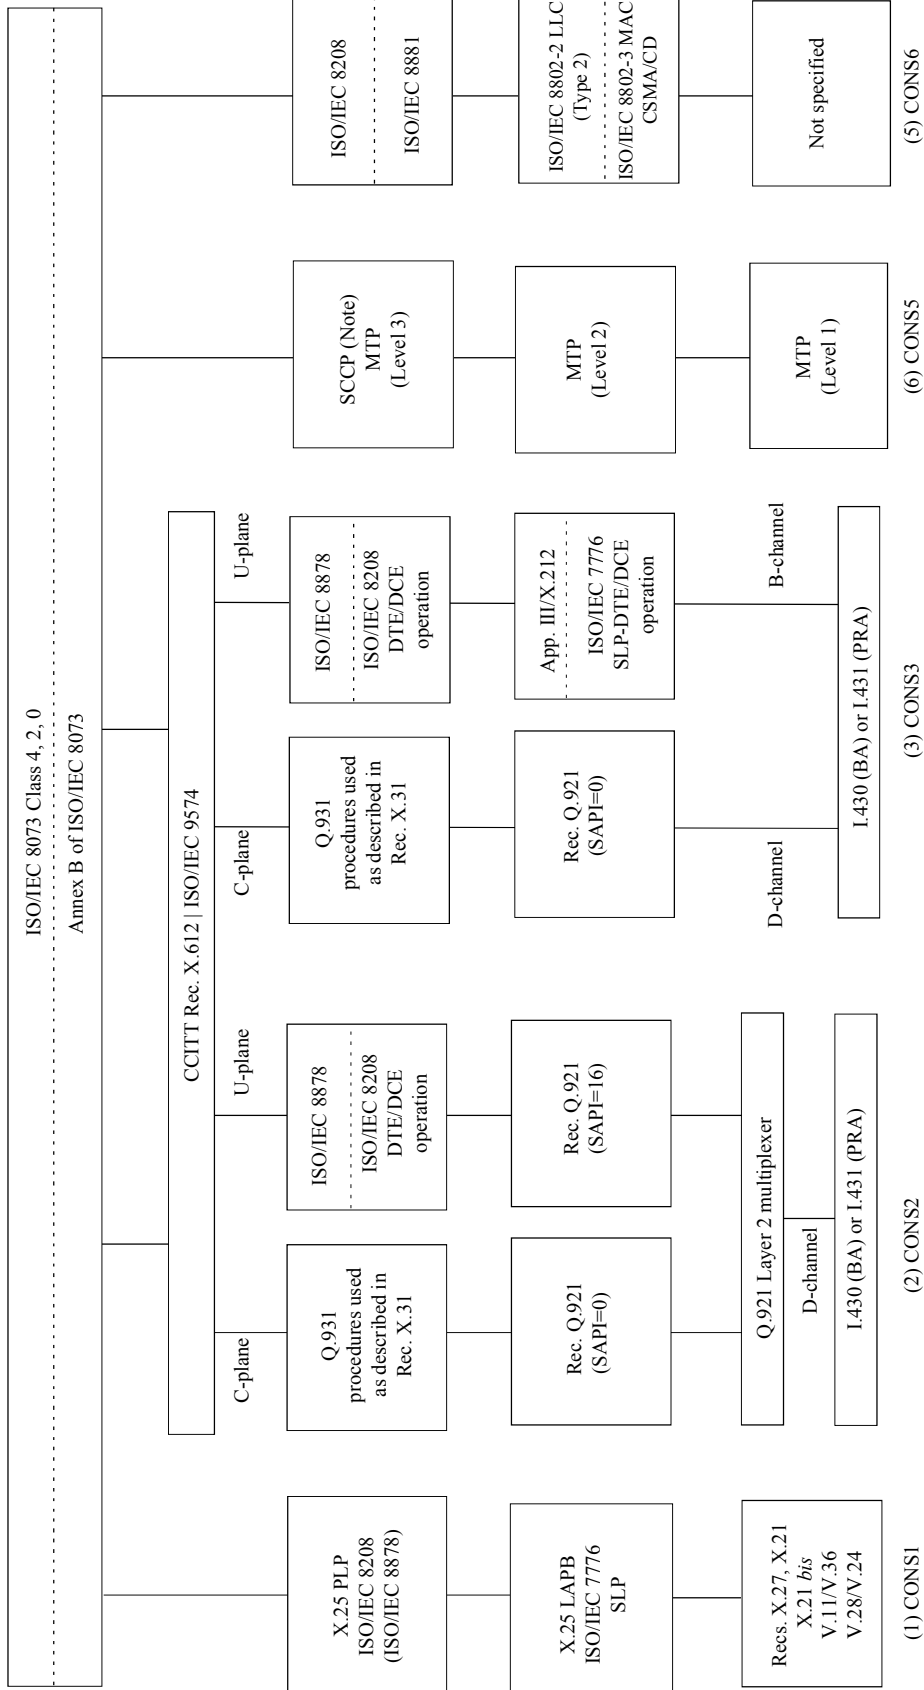 ISO/IEC 8073 Class 4, 2, 0
Annex B of ISO/IEC 8073
CCITT Rec. X.612 | ISO/IEC 9574
C-plane
U-plane
C-plane
U-plane
X.25 PLP
ISO/IEC 8208
(ISO/IEC 8878)
Q.931
procedures used
as described in
Rec. X.31
ISO/IEC 8878
ISO/IEC 8208
DTE/DCE
operation
Q.931
procedures used
as described in
Rec. X.31
ISO/IEC 8878
ISO/IEC 8208
DTE/DCE
operation
SCCP (Note)
MTP
(Level 3)
ISO/IEC 8208
ISO/IEC 8881
X.25 LAPB
ISO/IEC 7776
SLP
Rec. Q.921
(SAPI=0)
Rec. Q.921
(SAPI=16)
Rec. Q.921
(SAPI=0)
App. III/X.212
ISO/IEC 7776
SLP-DTE/DCE
operation
MTP
(Level 2)
ISO/IEC 8802-2 LLC
(Type 2)
ISO/IEC 8802-3 MAC
CSMA/CD
Recs. X.27, X.21
X.21 bis
V.11/V.36
V.28/V.24
Q.921 Layer 2 multiplexer
D-channel
I.430 (BA) or I.431 (PRA)
D-channel
B-channel
I.430 (BA) or I.431 (PRA)
MTP
(Level 1)
Not specified
(1) CONS1
(2) CONS2
(3) CONS3
(6) CONS5
(5) CONS6